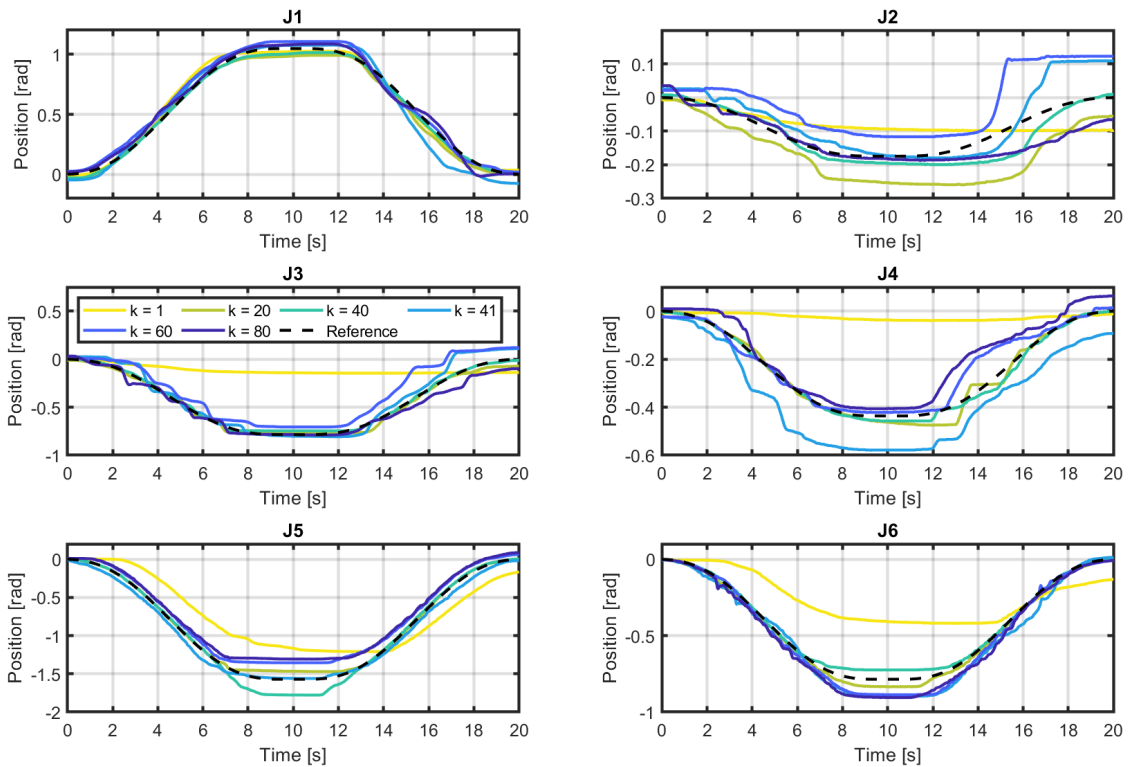 J1
Position [rad]
1
0.5
0
0 2 4 6 8 10 12 14 16 18 20
Time [s]
J2
Position [rad]
0.1
0
-0.1
-0.2
-0.3
0 2 4 6 8 10 12 14 16 18 20
Time [s]
J3
Position [rad]
0.5
0
-0.5
-1
k = 1 k = 20 k = 40 k = 41
k = 60 k = 80 Reference
0 2 4 6 8 10 12 14 16 18 20
Time [s]
J4
Position [rad]
0
-0.2
-0.4
-0.6
0 2 4 6 8 10 12 14 16 18 20
Time [s]
J5
Position [rad]
0
-0.5
-1
-1.5
-2
0 2 4 6 8 10 12 14 16 18 20
Time [s]
J6
Position [rad]
0
-0.5
-1
0 2 4 6 8 10 12 14 16 18 20
Time [s]